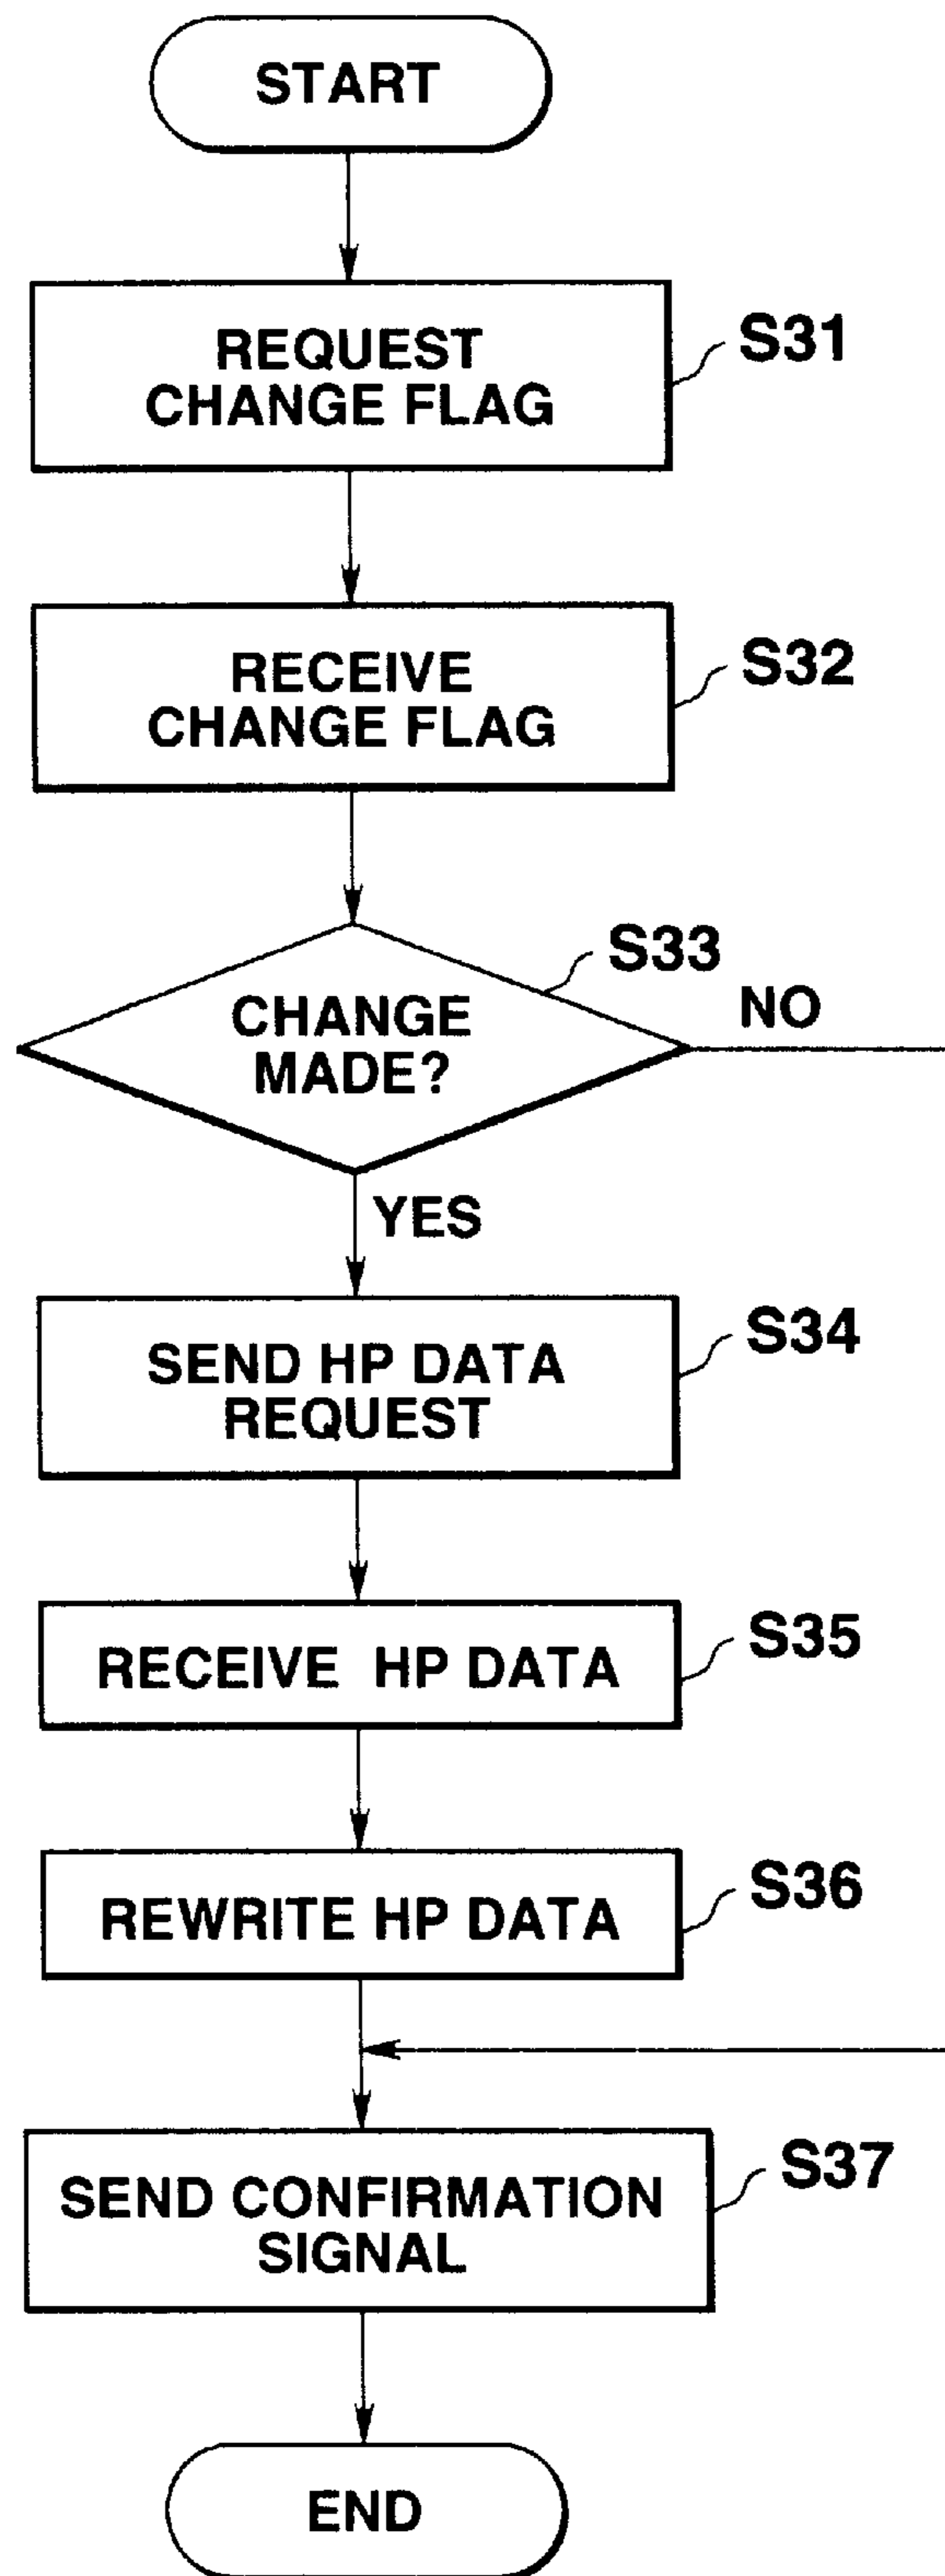 START
REQUEST
CHANGE FLAG
S31
RECEIVE
CHANGE FLAG
S32
S33
CHANGE
MADE?
NO
YES
SEND HP DATA
REQUEST
S34
RECEIVE HP DATA
S35
REWRITE HP DATA
S36
SEND CONFIRMATION
SIGNAL
S37
END